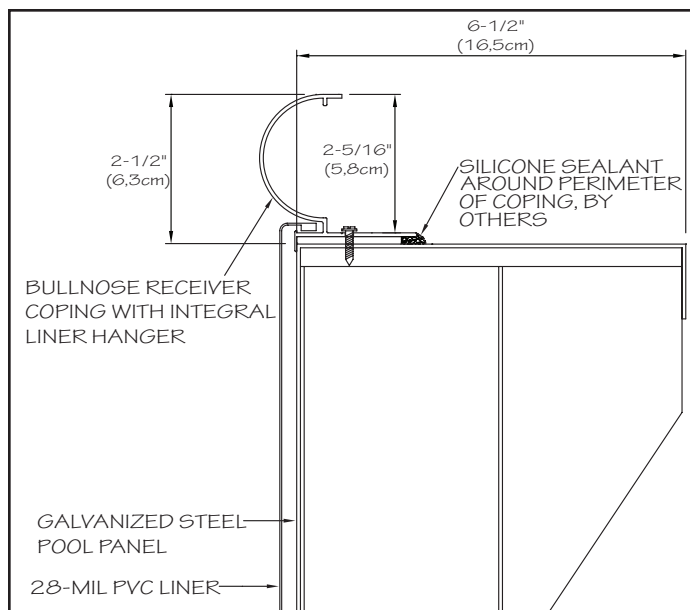 6-1/2"
(16,5cm)
2-1/2"
(6,3cm)
2-5/16"
(5,8cm)
SILICONE SEALANT
AROUND PERIMETER
OF COPING, BY
OTHERS
BULLNOSE RECEIVER
COPING WITH INTEGRAL
LINER HANGER
GALVANIZED STEEL
POOL PANEL
28-MIL PVC LINER